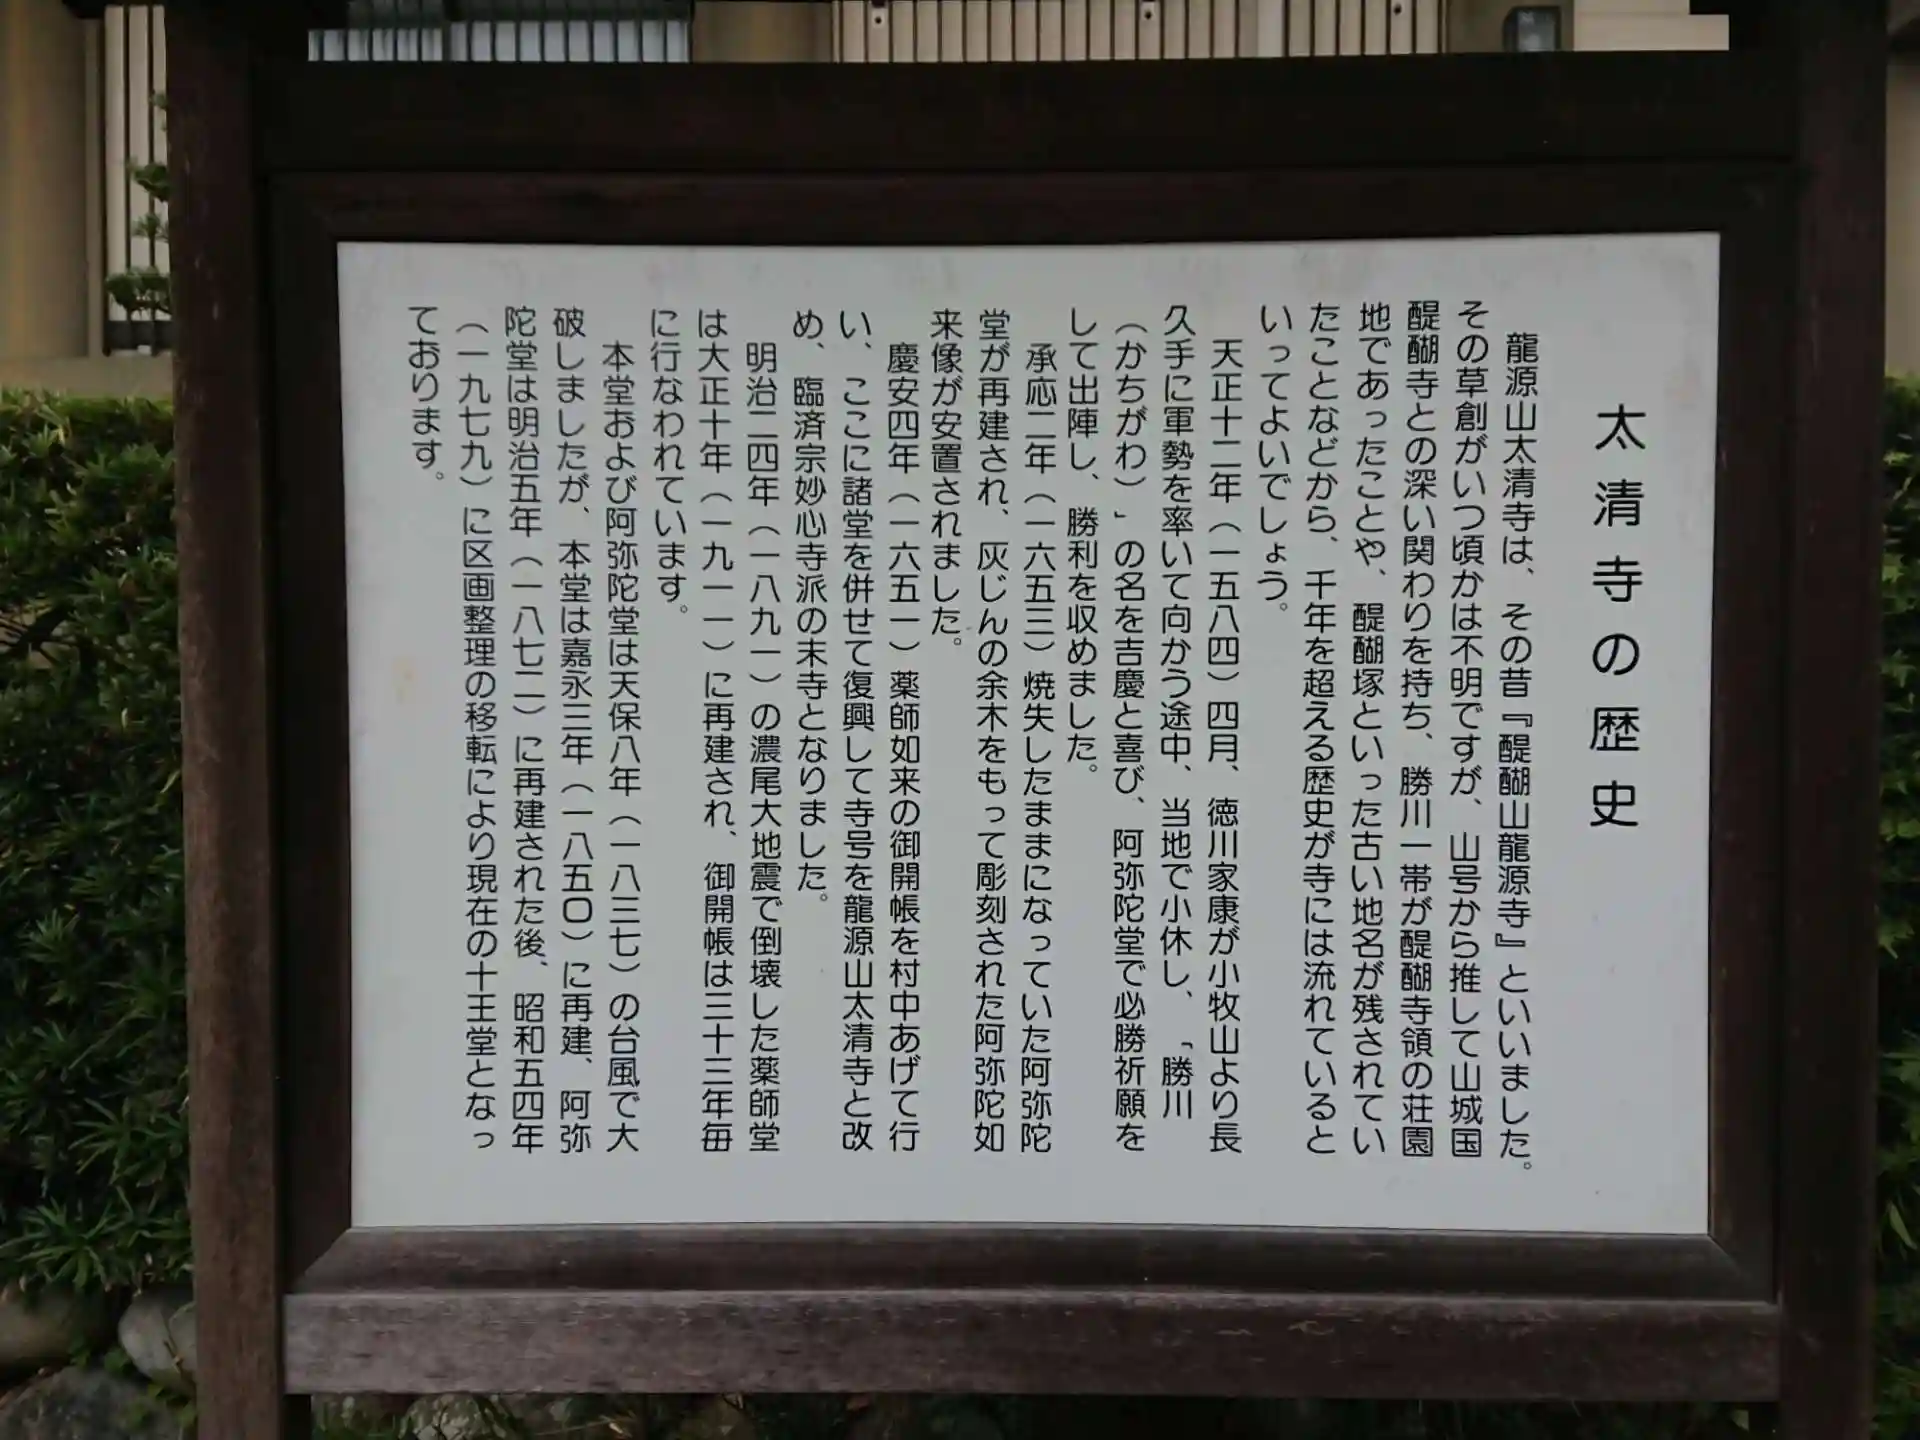 太清寺の歴史
龍源山太清寺は、その昔『醍醐山龍源寺』といいました。
その草創がいつ頃かは不明ですが、山号から推して山城国
醍醐寺との深い関わりを持ち、勝川一帯が醍醐寺領の荘園
地であったことや、醍醐塚といった古い地名が残されてい
たことなどから、千年を超える歴史が寺には流れていると
いってよいでしょう。
天正十二年（一五八四）四月、徳川家康が小牧山より長
久手に軍勢を率いて向かう途中、当地で小休し、「勝川
（かちがわ）」の名を吉慶と喜び、阿弥陀堂で必勝祈願を
して出陣し、勝利を収めました。
承応二年（一六五三）焼失したままになっていた阿弥陀
堂が再建され、灰じんの余木をもって彫刻された阿弥陀如
来像が安置されました。
慶安四年（一六五一）薬師如来の御開帳を村中あげて行
い、ここに諸堂を併せて復興して寺号を龍源山太清寺と改
め、臨済宗妙心寺派の末寺となりました。
明治二四年（一八九一）の濃尾大地震で倒壊した薬師堂
は大正十年（一九一一）に再建され、御開帳は三十三年毎
に行なわれています。
本堂および阿弥陀堂は天保八年（一八三七）の台風で大
破しましたが、本堂は嘉永三年（一八五〇）に再建、阿弥
陀堂は明治五年（一八七二）に再建された後、昭和五四年
（一九七九）に区画整理の移転により現在の十王堂となっ
ております。